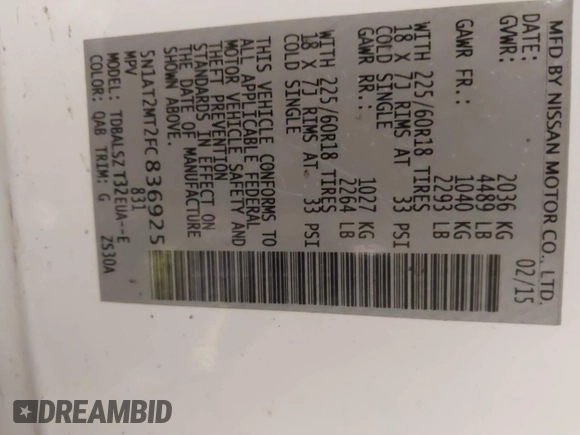 MFD BY NISSAN MOTOR CO., LTD.
DATE: 02/15
GVWR: 2036 KG
4489 LB
GAWR FR.: 1040 KG
2293 LB
WITH 225/60R18 TIRES
18 X 7J RIMS AT 33 PSI
COLD SINGLE
GAWR RR.: 1027 KG
2264 LB
WITH 225/60R18 TIRES
18 X 7J RIMS AT 33 PSI
COLD SINGLE
THIS VEHICLE CONFORMS TO
ALL APPLICABLE FEDERAL
MOTOR VEHICLE SAFETY AND
THEFT PREVENTION
STANDARDS IN EFFECT ON
THE DATE OF MANUFACTURE
SHOWN ABOVE.
5N1AT2MT2FC836925
MPV 831
MODEL: TDBALSZ T32EUA--E
COLOR: QAB TRIM: G Z530A
DREAMBID